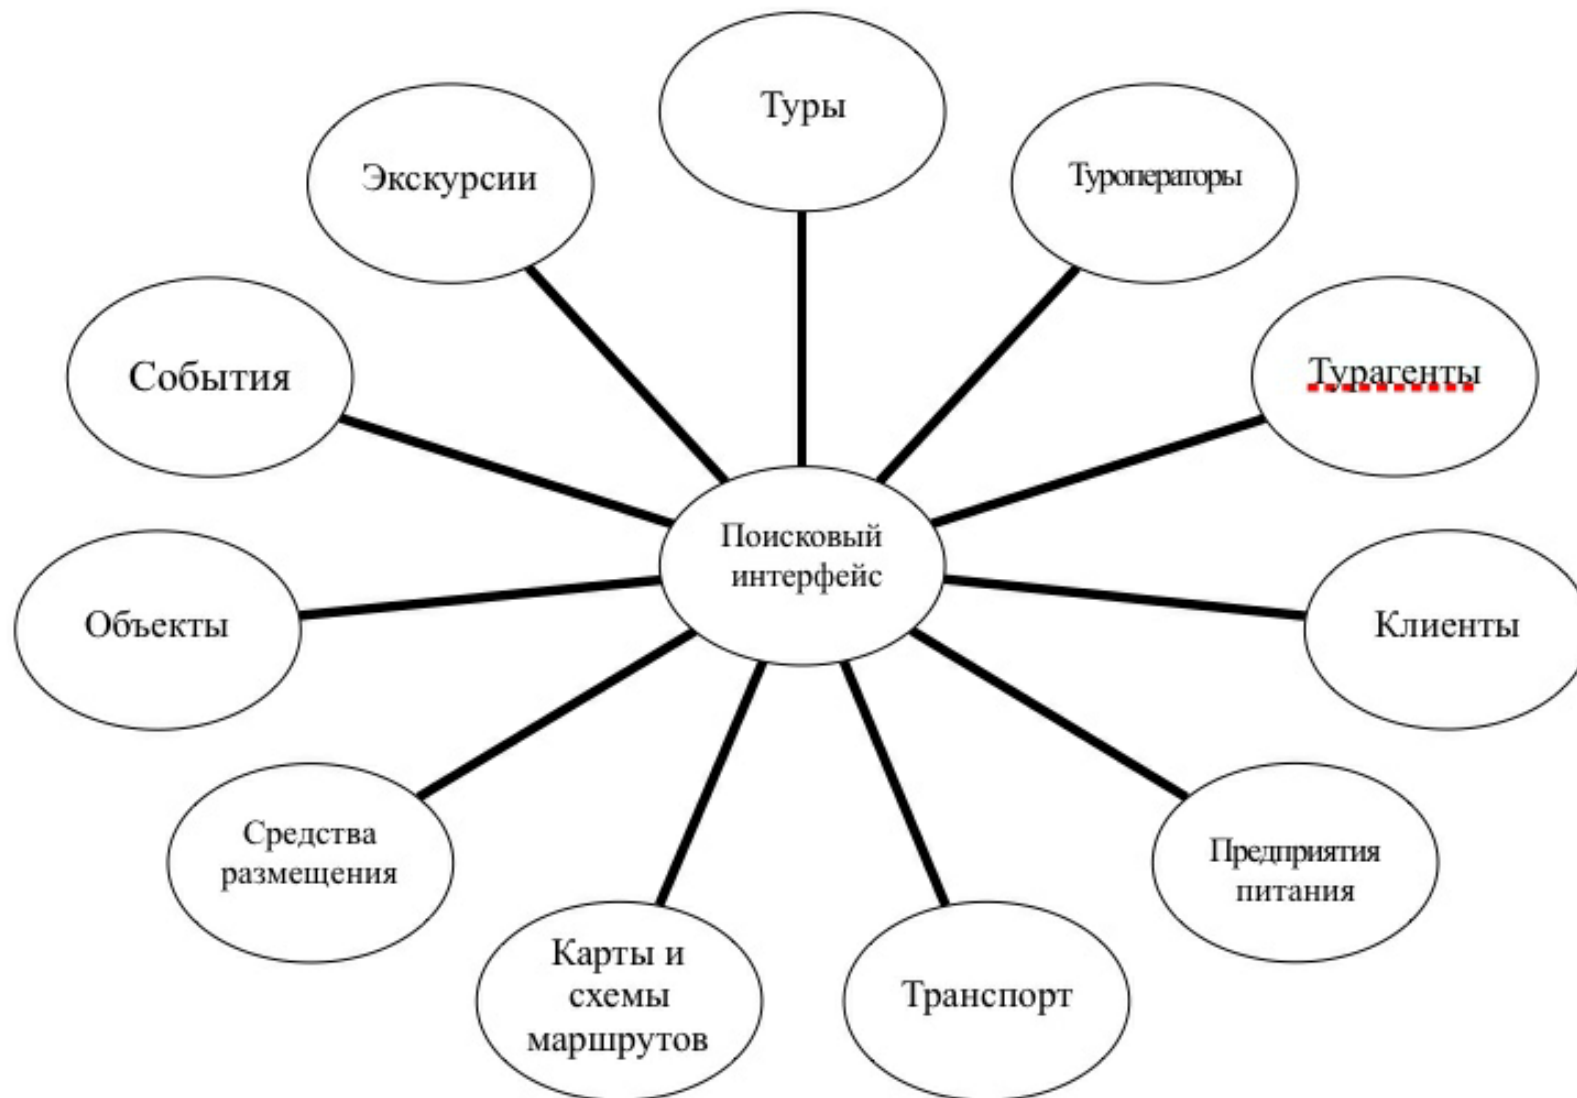 Туры
Экскурсии
Туроператоры
События
Турагенты
Поисковый
интерфейс
Объекты
Клиенты
Средства
размещения
Предприятия
питания
Карты и
схемы
маршрутов
Транспорт